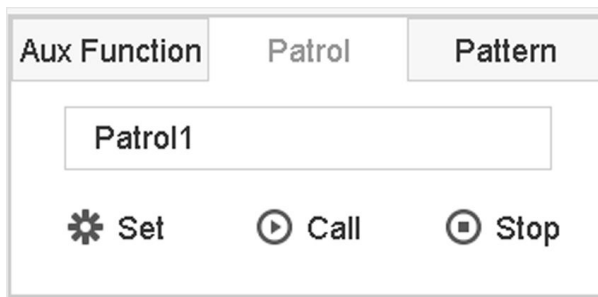 Aux Function Patrol Pattern
Patrol1
Set Call Stop